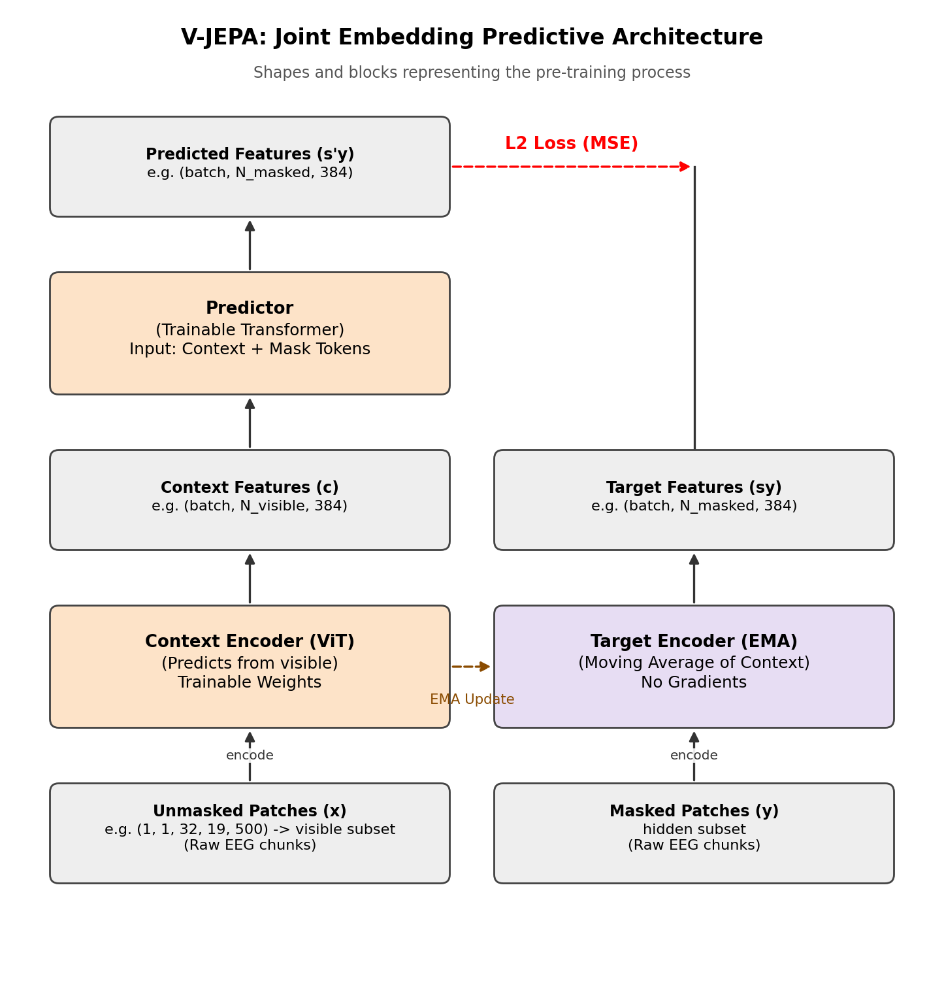 V-JEPA: Joint Embedding Predictive Architecture
Shapes and blocks representing the pre-training process
Predicted Features (s'y)
e.g. (batch, N_masked, 384)
L2 Loss (MSE)
Predictor
(Trainable Transformer)
Input: Context + Mask Tokens
Context Features (c)
e.g. (batch, N_visible, 384)
Target Features (sy)
e.g. (batch, N_masked, 384)
Context Encoder (ViT)
(Predicts from visible)
Trainable Weights
EMA Update
Target Encoder (EMA)
(Moving Average of Context)
No Gradients
encode
encode
Unmasked Patches (x)
e.g. (1, 1, 32, 19, 500) -> visible subset
(Raw EEG chunks)
Masked Patches (y)
hidden subset
(Raw EEG chunks)